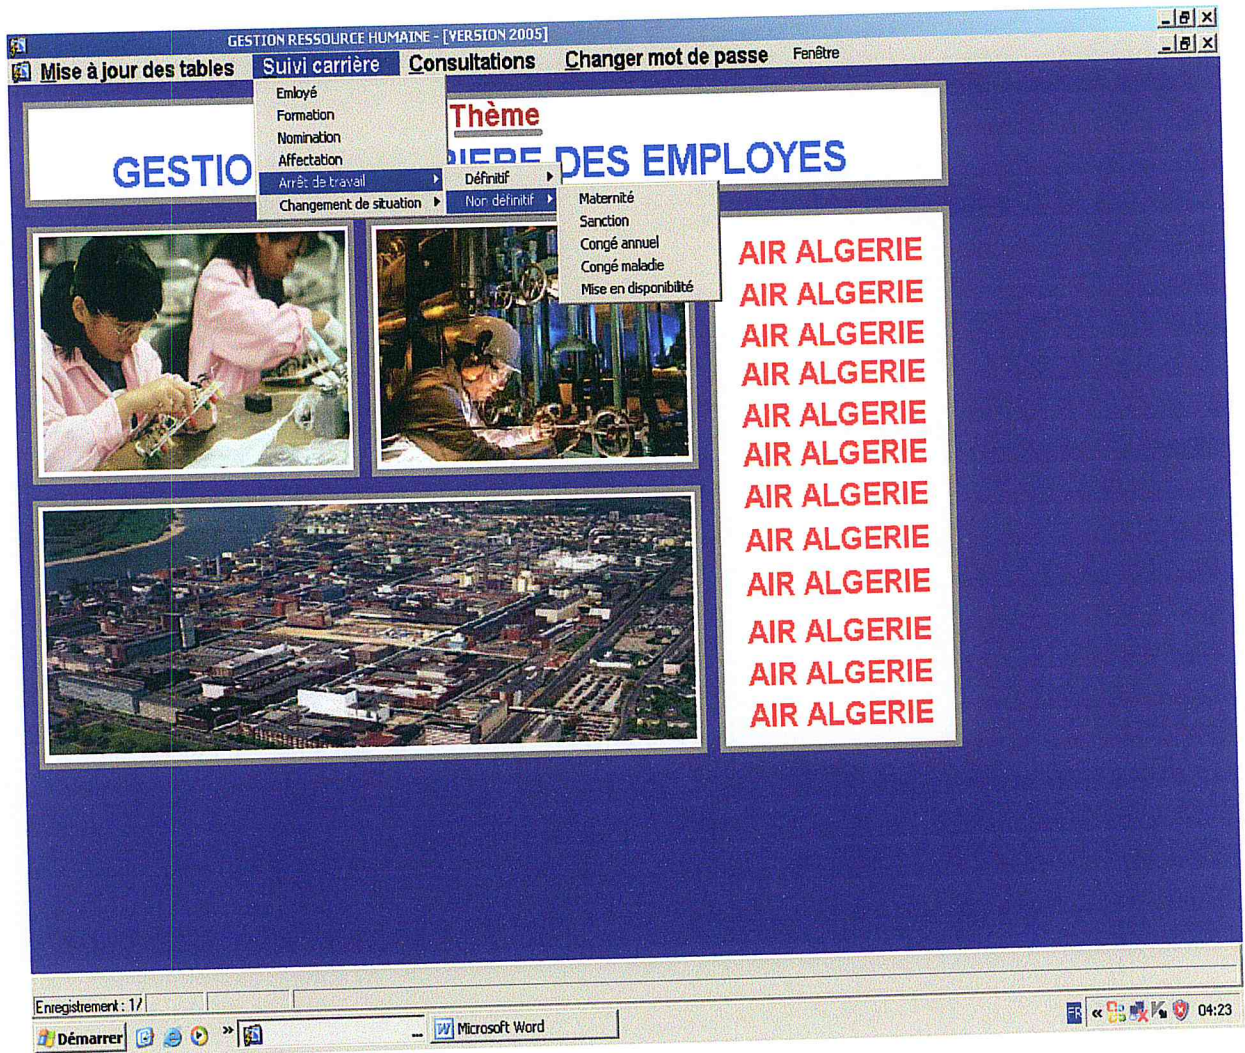 GESTION RESSOURCE HUMAINE - [VERSION 2005]
Mise à jour des tables Suivi carrière Consultations Changer mot de passe Fenêtre
Emloyé
Formation
Nomination
Affectation
Arrêt de travail
Changement de situation
Définitif
Non définitif
Maternité
Sanction
Congé annuel
Congé maladie
Mise en disponibilité
Thème
GESTIO RIERE DES EMPLOYES
AIR ALGERIE
AIR ALGERIE
AIR ALGERIE
AIR ALGERIE
AIR ALGERIE
AIR ALGERIE
AIR ALGERIE
AIR ALGERIE
AIR ALGERIE
AIR ALGERIE
AIR ALGERIE
AIR ALGERIE
Enregistrement : 1/
Démarrer » ... Microsoft Word FR « 04:23